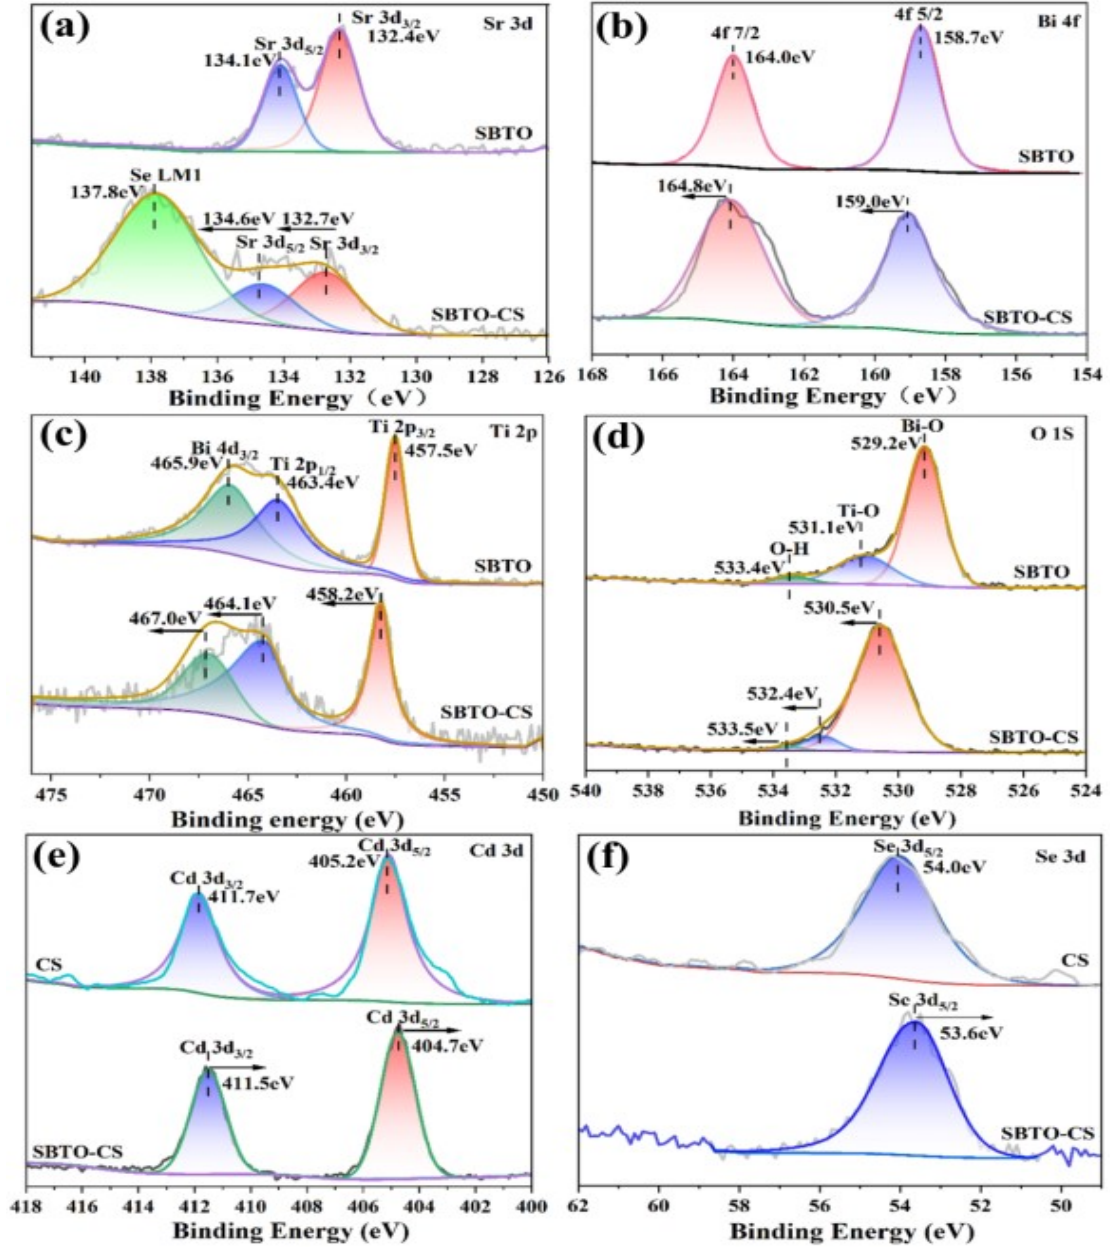 (a)
Sr 3d
Sr 3d3/2
132.4eV
Sr 3d5/2
134.1eV
SBTO
Se LM1
137.8eV
134.6eV
132.7eV
Sr 3d5/2
Sr 3d3/2
SBTO-CS
140 138 136 134 132 130 128 126
Binding Energy（eV）
(b)
Bi 4f
4f 7/2
164.0eV
4f 5/2
158.7eV
SBTO
164.8eV
159.0eV
SBTO-CS
168 166 164 162 160 158 156 154
Binding Energy（eV）
(c)
Ti 2p
Ti 2p3/2
457.5eV
Bi 4d3/2
465.9eV
Ti 2p1/2
463.4eV
SBTO
467.0eV
464.1eV
458.2eV
SBTO-CS
475 470 465 460 455 450
Binding energy (eV)
(d)
O 1S
Bi-O
529.2eV
Ti-O
531.1eV
O-H
533.4eV
SBTO
530.5eV
532.4eV
533.5eV
SBTO-CS
540 538 536 534 532 530 528 526 524
Binding Energy (eV)
(e)
Cd 3d
Cd 3d5/2
405.2eV
Cd 3d3/2
411.7eV
CS
Cd 3d5/2
404.7eV
Cd 3d3/2
411.5eV
SBTO-CS
418 416 414 412 410 408 406 404 402 400
Binding Energy (eV)
(f)
Se 3d
Se 3d5/2
54.0eV
CS
Se 3d5/2
53.6eV
SBTO-CS
62 60 58 56 54 52 50
Binding Energy (eV)